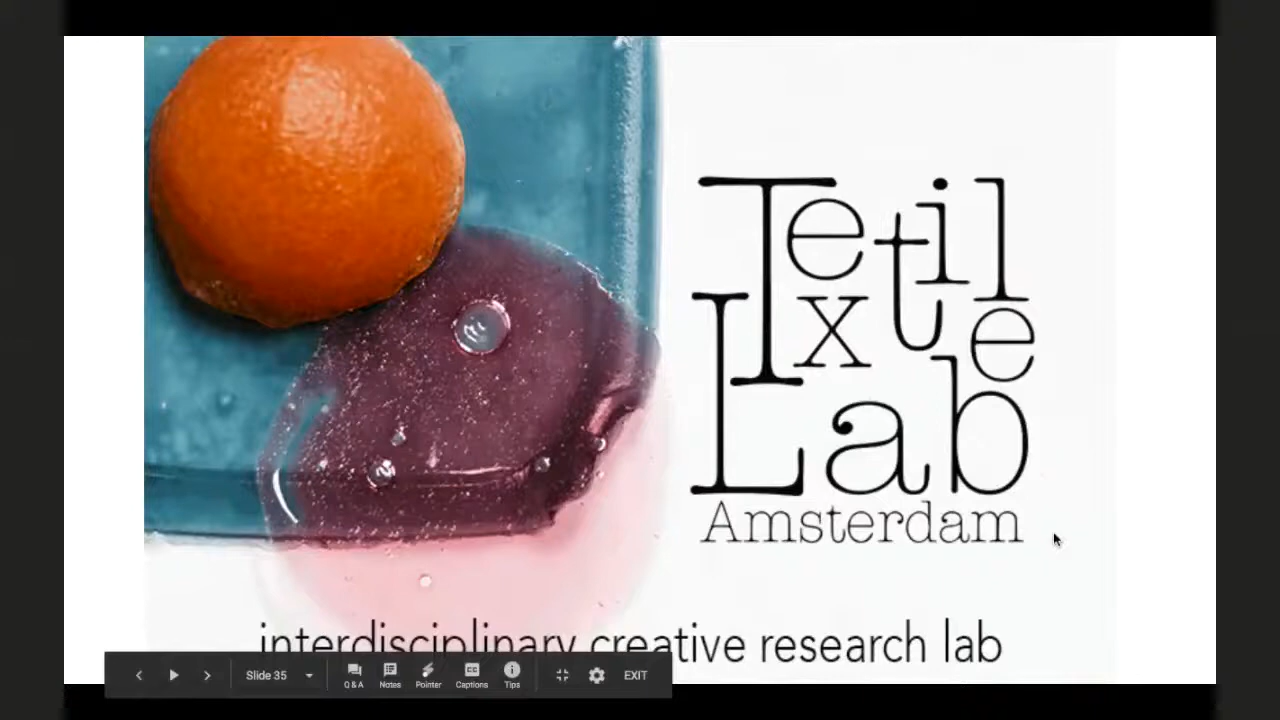 Textile
Lab
Amsterdam
interdisciplinary creative research lab
Slide 35
Q & A
Notes
Pointer
Captions
Tips
EXIT